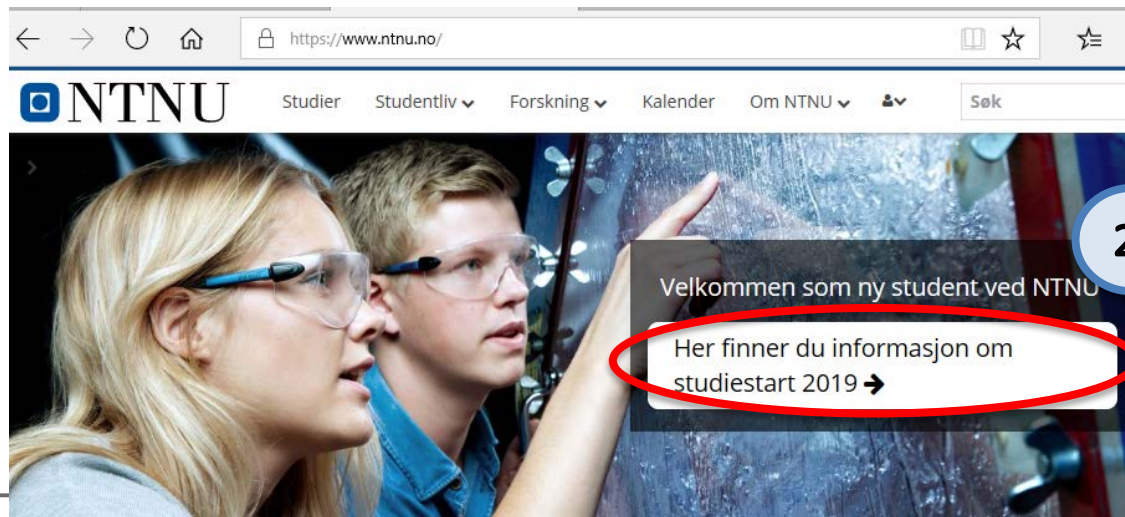 https://www.ntnu.no/
NTNU
Studier Studentliv Forskning Kalender Om NTNU Søk
2
Velkommen som ny student ved NTNU
Her finner du informasjon om
studiestart 2019 →